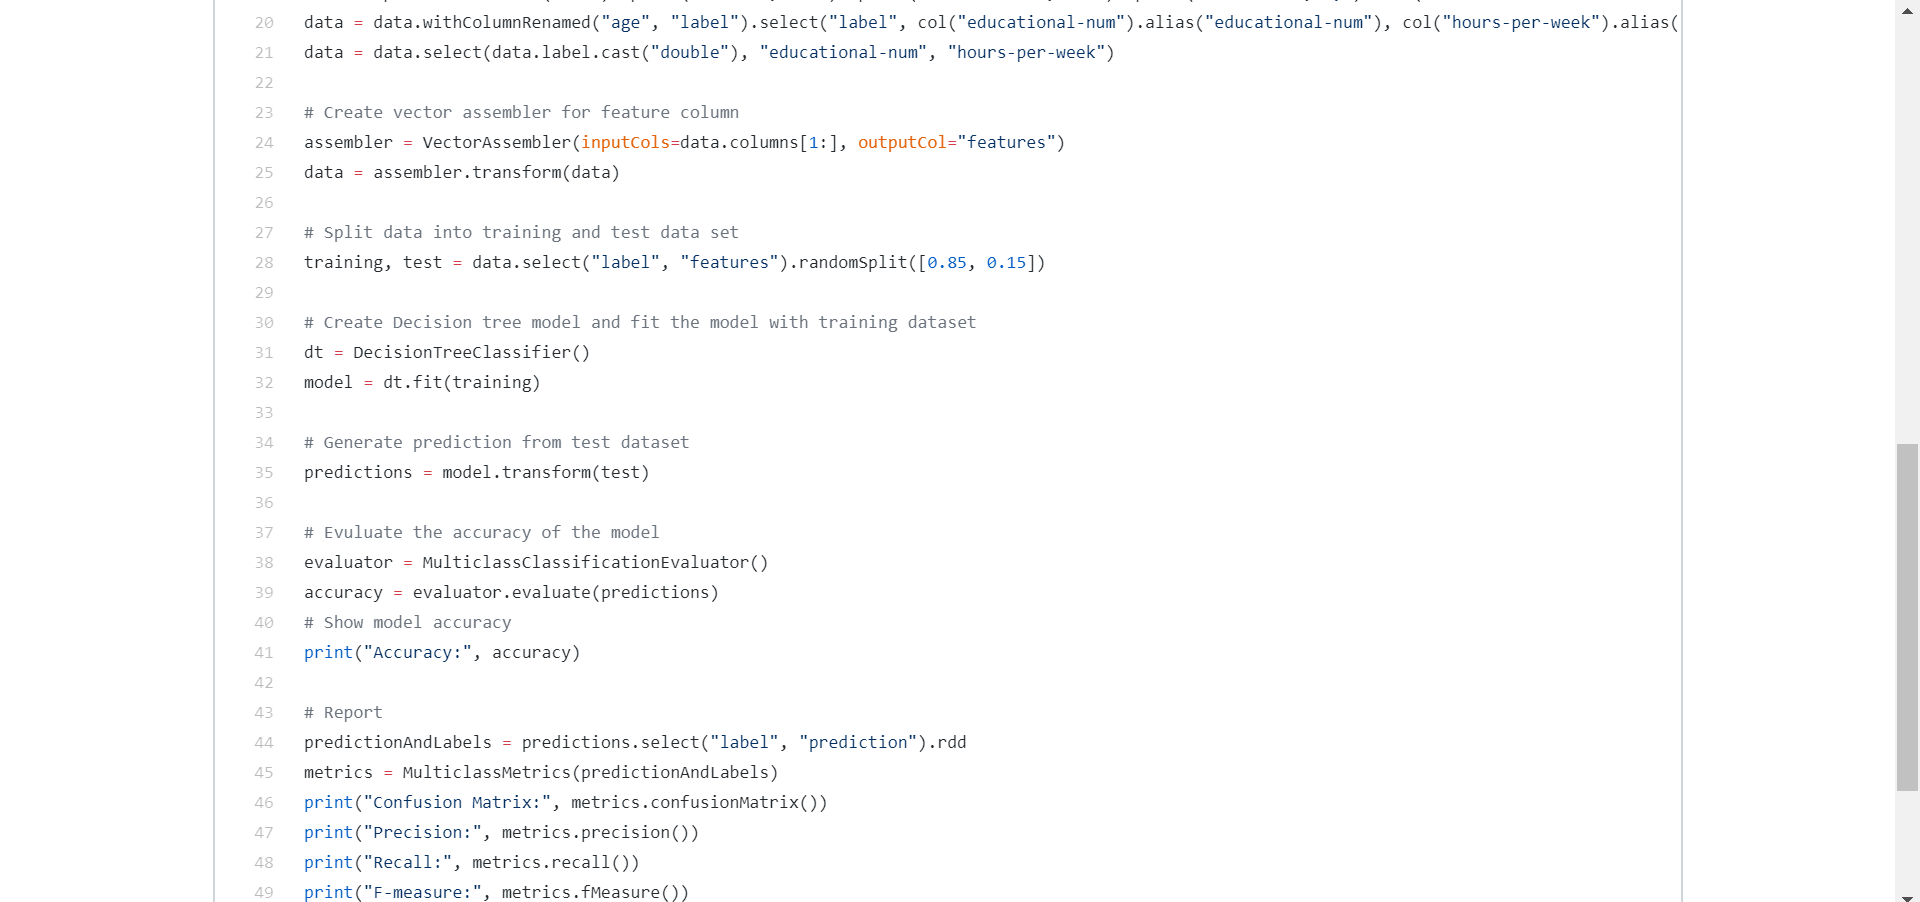 20 data = data.withColumnRenamed("age", "label").select("label", col("educational-num").alias("educational-num"), col("hours-per-week").alias(
21 data = data.select(data.label.cast("double"), "educational-num", "hours-per-week")
22
23 # Create vector assembler for feature column
24 assembler = VectorAssembler(inputCols=data.columns[1:], outputCol="features")
25 data = assembler.transform(data)
26
27 # Split data into training and test data set
28 training, test = data.select("label", "features").randomSplit([0.85, 0.15])
29
30 # Create Decision tree model and fit the model with training dataset
31 dt = DecisionTreeClassifier()
32 model = dt.fit(training)
33
34 # Generate prediction from test dataset
35 predictions = model.transform(test)
36
37 # Evuluate the accuracy of the model
38 evaluator = MulticlassClassificationEvaluator()
39 accuracy = evaluator.evaluate(predictions)
40 # Show model accuracy
41 print("Accuracy:", accuracy)
42
43 # Report
44 predictionAndLabels = predictions.select("label", "prediction").rdd
45 metrics = MulticlassMetrics(predictionAndLabels)
46 print("Confusion Matrix:", metrics.confusionMatrix())
47 print("Precision:", metrics.precision())
48 print("Recall:", metrics.recall())
49 print("F-measure:", metrics.fMeasure())